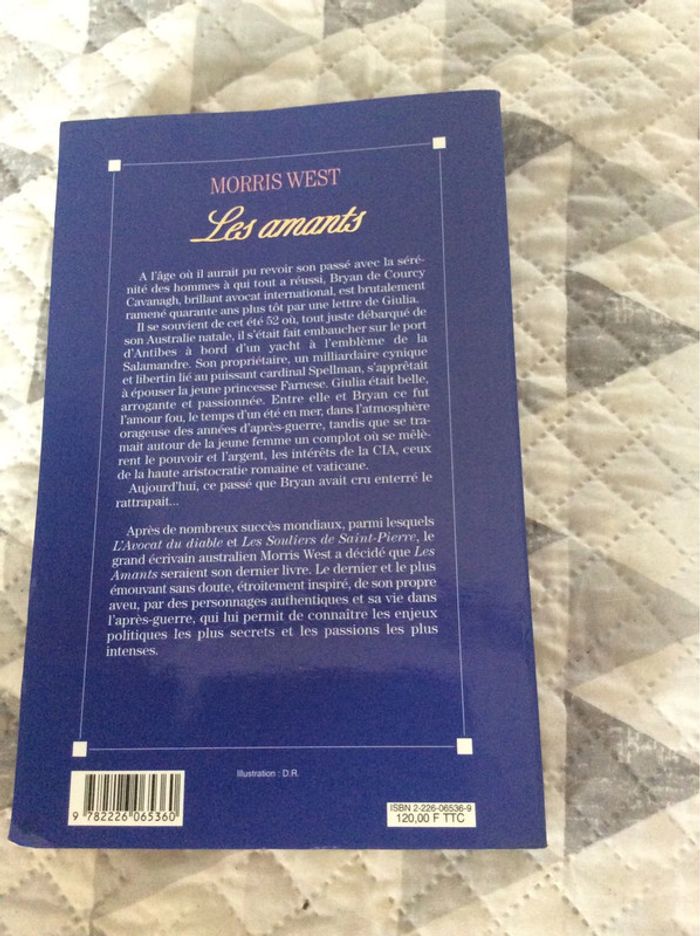 MORRIS WEST
Les amants
A l'âge où il aurait pu revoir son passé avec la séré-
nité des hommes à qui tout a réussi, Bryan de Courcy
Cavanagh, brillant avocat international, est brutalement
ramené quarante ans plus tôt par une lettre de Giulia.
Il se souvient de cet été 52 où, tout juste débarqué de
son Australie natale, il s'était fait embaucher sur le port
d'Antibes à bord d'un yacht à l'emblème de la
Salamandre. Son propriétaire, un milliardaire cynique
et libertin lié au puissant cardinal Spellman, s'apprêtait
à épouser la jeune princesse Farnese. Giulia était belle,
arrogante et passionnée. Entre elle et Bryan ce fut
l'amour fou, le temps d'un été en mer, dans l'atmosphère
orageuse des années d'après-guerre, tandis que se tra-
mait autour de la jeune femme un complot où se mêlè-
rent le pouvoir et l'argent, les intérêts de la CIA, ceux
de la haute aristocratie romaine et vaticane.
Aujourd'hui, ce passé que Bryan avait cru enterré le
rattrapait...
Après de nombreux succès mondiaux, parmi lesquels
L'Avocat du diable et Les Souliers de Saint-Pierre, le
grand écrivain australien Morris West a décidé que Les
Amants seraient son dernier livre. Le dernier et le plus
émouvant sans doute, étroitement inspiré, de son propre
aveu, par des personnages authentiques et sa vie dans
l'après-guerre, qui lui permit de connaître les enjeux
politiques les plus secrets et les passions les plus
intenses.
Illustration : D.R.
9 782226 065360
ISBN 2-226-06536-9
120,00 F TTC